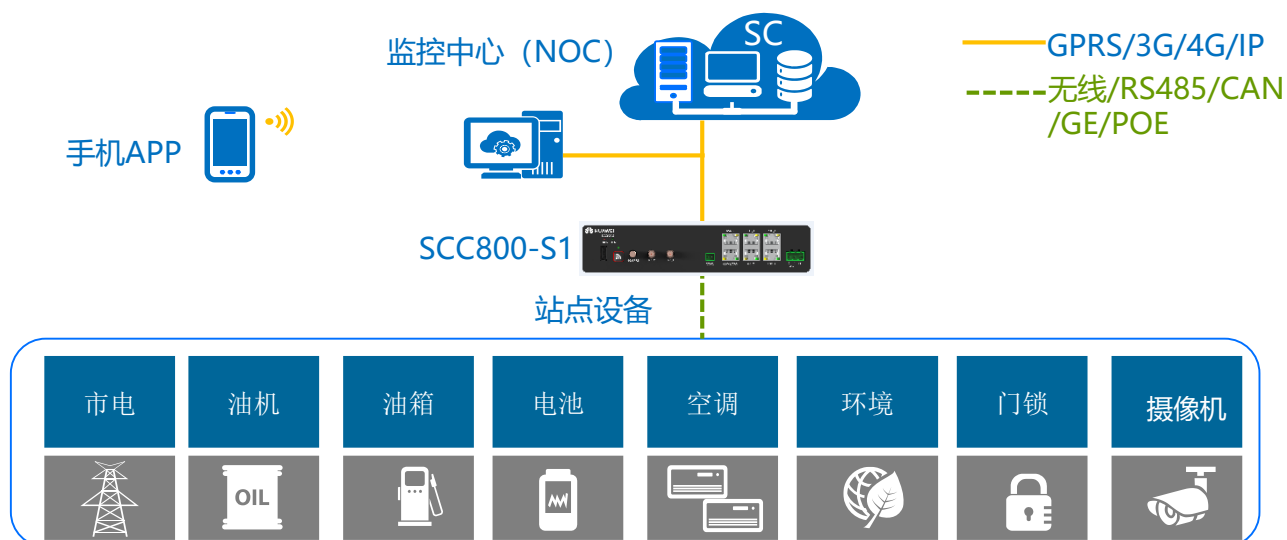 监控中心（NOC）
SC
GPRS/3G/4G/IP
无线/RS485/CAN
/GE/POE
手机APP
SCC800-S1
HUAWEI
站点设备
市电
油机
油箱
电池
空调
环境
门锁
摄像机
OIL